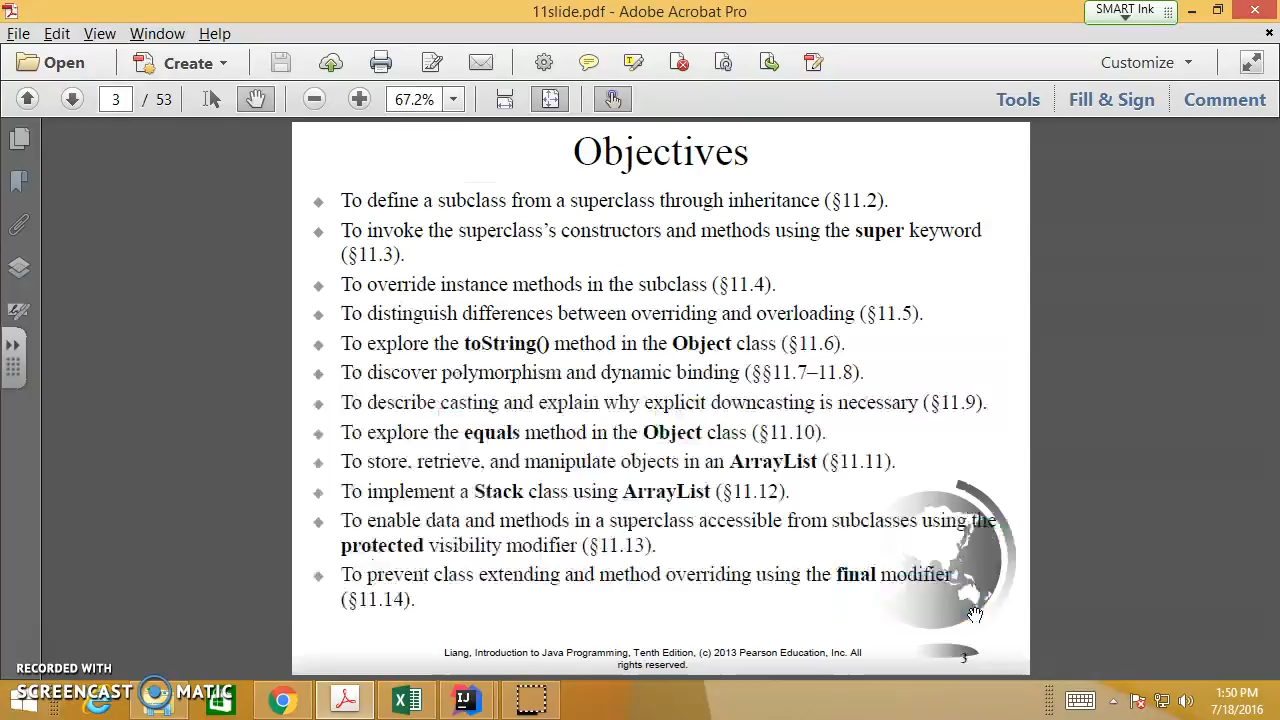 11slide.pdf - Adobe Acrobat Pro
SMART Ink
File Edit View Window Help
Open Create Customize
3 / 53 67.2% Tools Fill & Sign Comment
Objectives
To define a subclass from a superclass through inheritance (§11.2).
To invoke the superclass’s constructors and methods using the super keyword
(§11.3).
To override instance methods in the subclass (§11.4).
To distinguish differences between overriding and overloading (§11.5).
To explore the toString() method in the Object class (§11.6).
To discover polymorphism and dynamic binding (§§11.7–11.8).
To describe casting and explain why explicit downcasting is necessary (§11.9).
To explore the equals method in the Object class (§11.10).
To store, retrieve, and manipulate objects in an ArrayList (§11.11).
To implement a Stack class using ArrayList (§11.12).
To enable data and methods in a superclass accessible from subclasses using the
protected visibility modifier (§11.13).
To prevent class extending and method overriding using the final modifier
(§11.14).
Liang, Introduction to Java Programming, Tenth Edition, (c) 2013 Pearson Education, Inc. All
rights reserved.
3
RECORDED WITH
SCREENCAST MATIC
IJ
1:50 PM
7/18/2016